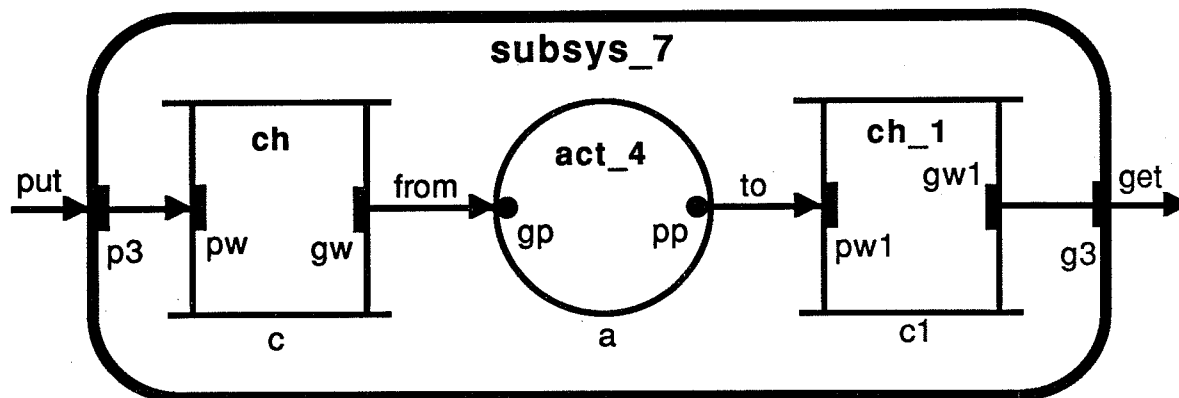 subsys_7
ch
act_4
ch_1
put
from
to
gw1
get
p3
pw
gw
gp
pp
pw1
g3
c
a
c1